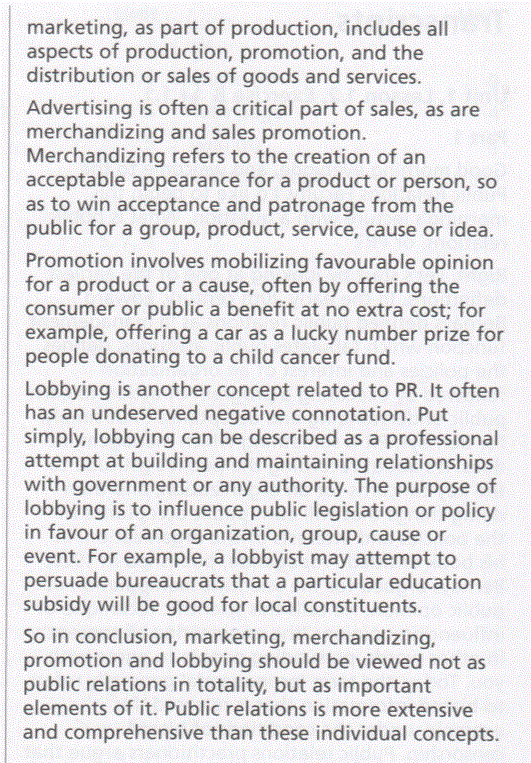 marketing, as part of production, includes all
aspects of production, promotion, and the
distribution or sales of goods and services.
Advertising is often a critical part of sales, as are
merchandizing and sales promotion.
Merchandizing refers to the creation of an
acceptable appearance for a product or person, so
as to win acceptance and patronage from the
public for a group, product, service, cause or idea.
Promotion involves mobilizing favourable opinion
for a product or a cause, often by offering the
consumer or public a benefit at no extra cost; for
example, offering a car as a lucky number prize for
people donating to a child cancer fund.
Lobbying is another concept related to PR. It often
has an undeserved negative connotation. Put
simply, lobbying can be described as a professional
attempt at building and maintaining relationships
with government or any authority. The purpose of
lobbying is to influence public legislation or policy
in favour of an organization, group, cause or
event. For example, a lobbyist may attempt to
persuade bureaucrats that a particular education
subsidy will be good for local constituents.
So in conclusion, marketing, merchandizing,
promotion and lobbying should be viewed not as
public relations in totality, but as important
elements of it. Public relations is more extensive
and comprehensive than these individual concepts.